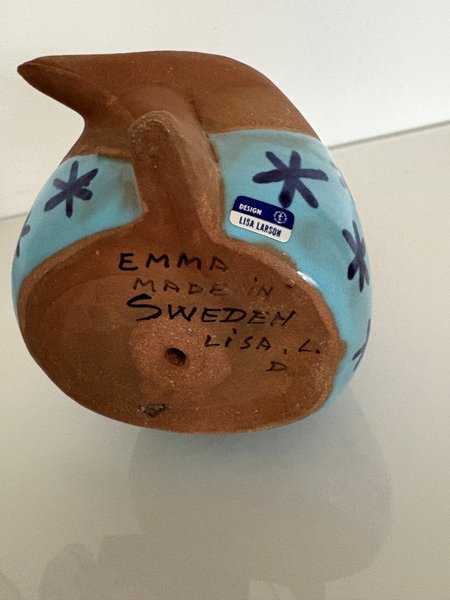 DESIGN
LISA LARSON
EMMA
MADE in
SWEDEN
LiSA. L.
D